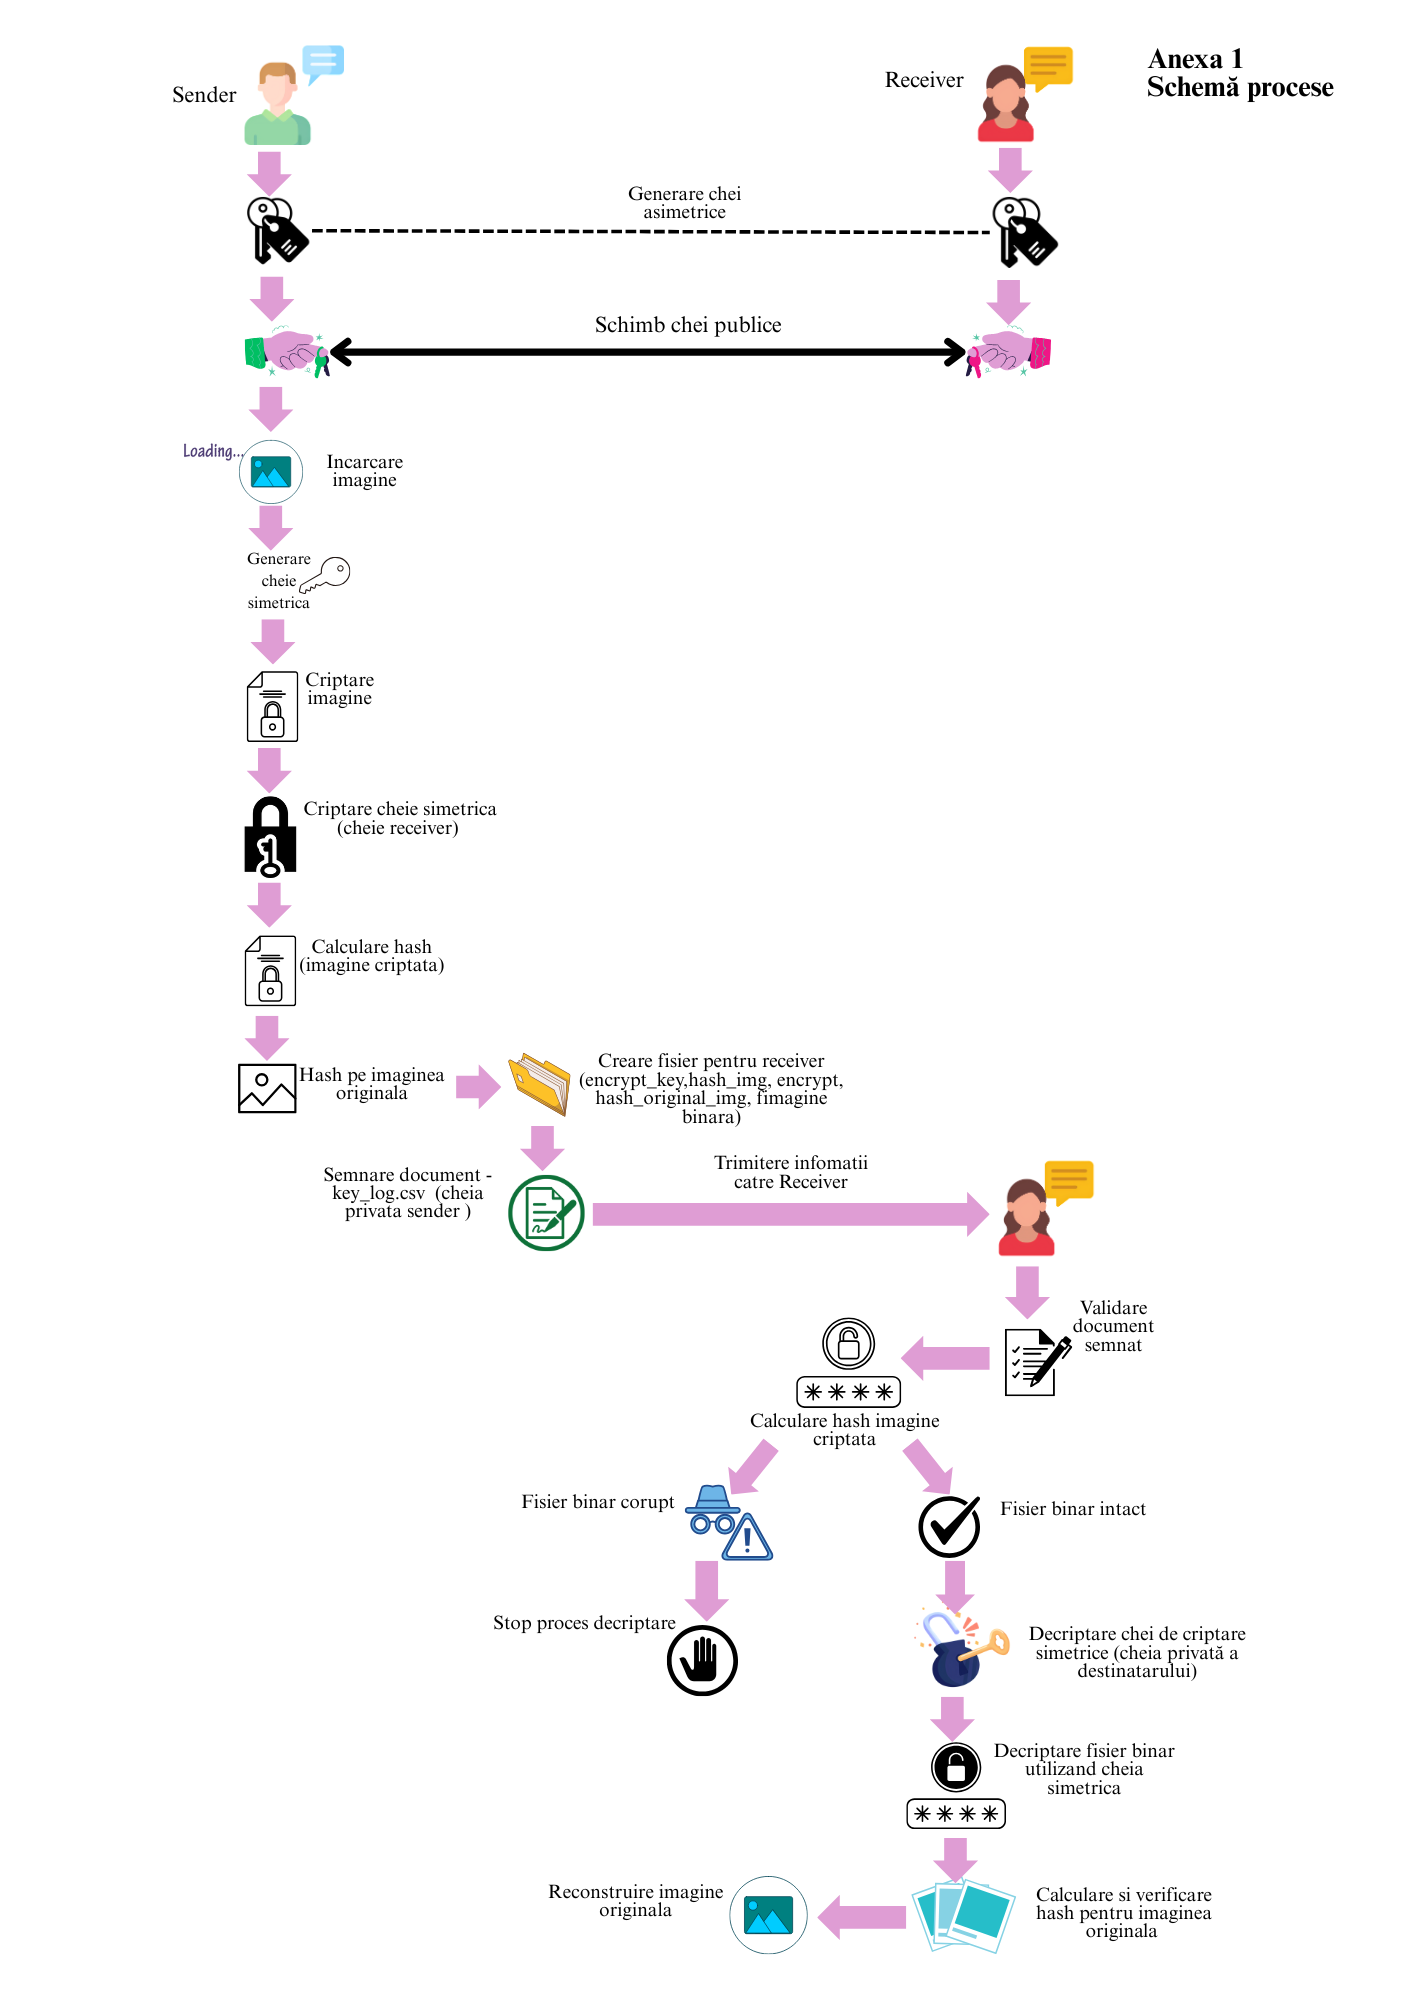 Anexa 1
Schemă procese
Sender
Receiver
Generare chei
asimetrice
Schimb chei publice
Loading...
Incarcare
imagine
Generare
cheie
simetrica
Criptare
imagine
Criptare cheie simetrica
(cheie receiver)
Calculare hash
(imagine criptata)
Hash pe imaginea
originala
Creare fisier pentru receiver
(encrypt_key,hash_img, encrypt,
hash_original_img, fimagine
binara)
Semnare document -
key_log.csv (cheia
privata sender )
Trimitere infomatii
catre Receiver
Validare
document
semnat
****
Calculare hash imagine
criptata
Fisier binar corupt
Fisier binar intact
Stop proces decriptare
Decriptare chei de criptare
simetrice (cheia privată a
destinatarului)
Decriptare fisier binar
utilizand cheia
simetrica
****
Calculare si verificare
hash pentru imaginea
originala
Reconstruire imagine
originala